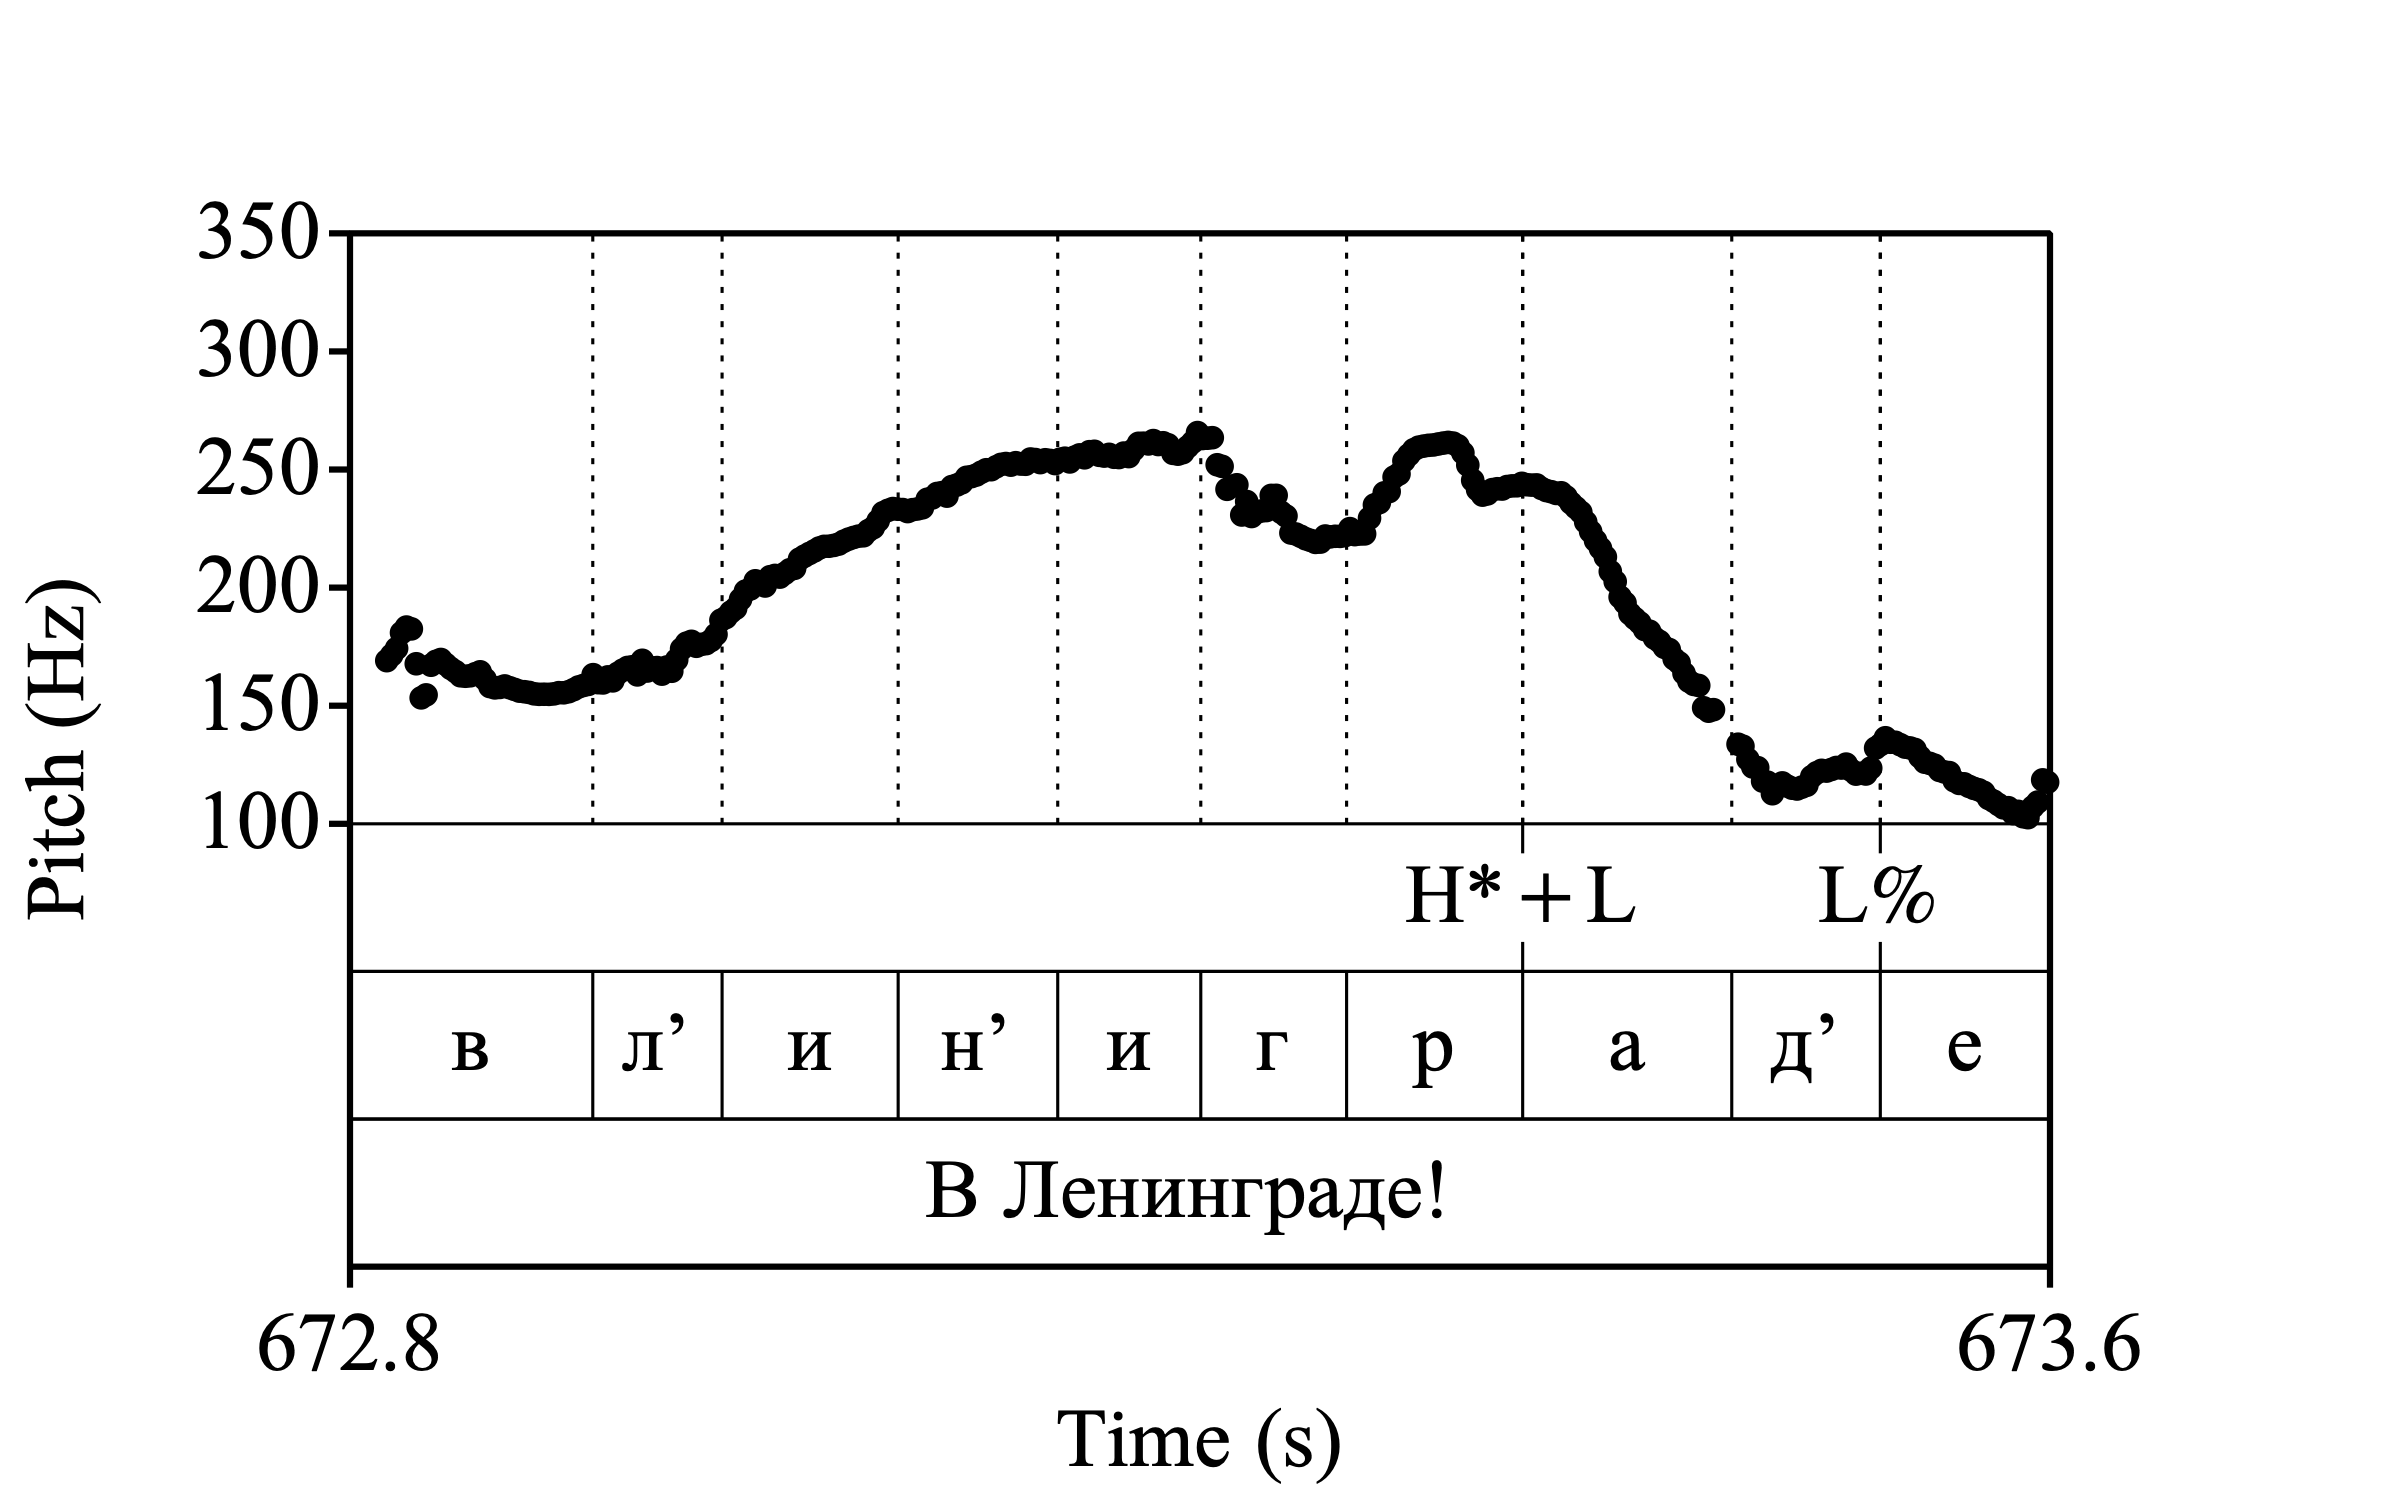 350
300
250
200
150
100
Pitch (Hz)
H*+L L%
в л’ и н’ и г р а д’ е
В Ленинграде!
672.8 673.6
Time (s)